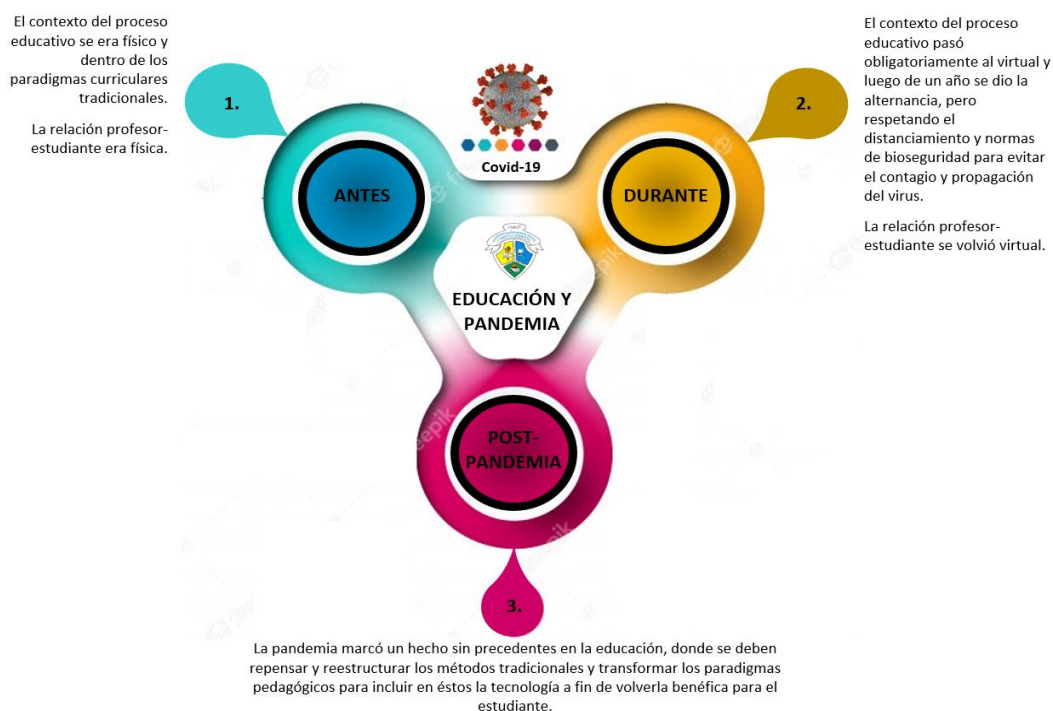 El contexto del proceso
educativo se era físico y
dentro de los
paradigmas curriculares
tradicionales.
La relación profesor-
estudiante era física.
1.
ANTES
Covid-19
2.
DURANTE
El contexto del proceso
educativo pasó
obligatoriamente al virtual y
luego de un año se dio la
alternancia, pero
respetando el
distanciamiento y normas
de bioseguridad para evitar
el contagio y propagación
del virus.
La relación profesor-
estudiante se volvió virtual.
EDUCACIÓN Y
PANDEMIA
POST-
PANDEMIA
3.
La pandemia marcó un hecho sin precedentes en la educación, donde se deben
repensar y reestructurar los métodos tradicionales y transformar los paradigmas
pedagógicos para incluir en éstos la tecnología a fin de volverla benéfica para el
estudiante.